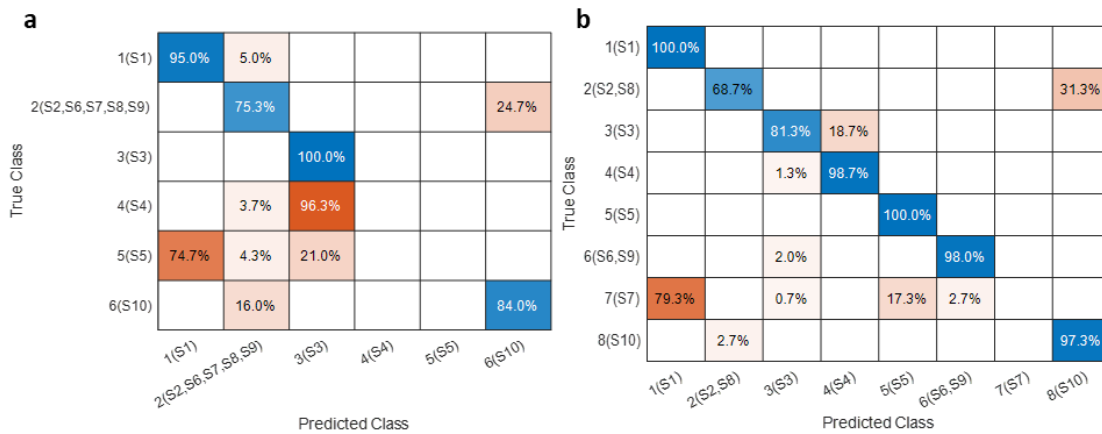 a
True Class
1(S1) 95.0% 5.0%
2(S2,S6,S7,S8,S9) 75.3% 24.7%
3(S3) 100.0%
4(S4) 3.7% 96.3%
5(S5) 74.7% 4.3% 21.0%
6(S10) 16.0% 84.0%
1(S1) 2(S2,S6,S7,S8,S9) 3(S3) 4(S4) 5(S5) 6(S10)
Predicted Class
b
True Class
1(S1) 100.0%
2(S2,S8) 68.7% 31.3%
3(S3) 81.3% 18.7%
4(S4) 1.3% 98.7%
5(S5) 100.0%
6(S6,S9) 2.0% 98.0%
7(S7) 79.3% 0.7% 17.3% 2.7%
8(S10) 2.7% 97.3%
1(S1) 2(S2,S8) 3(S3) 4(S4) 5(S5) 6(S6,S9) 7(S7) 8(S10)
Predicted Class